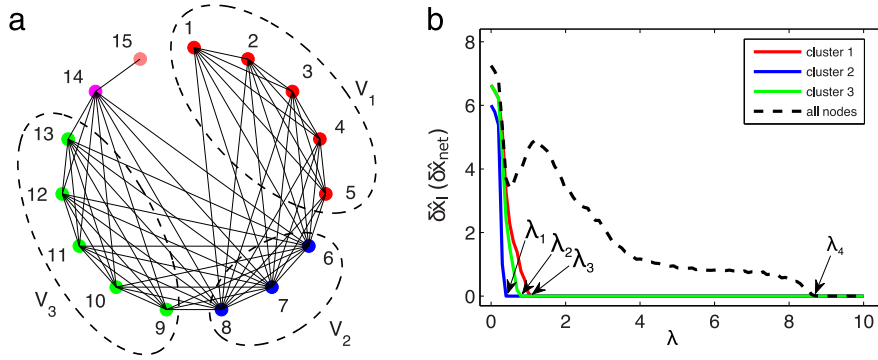 a
15
1
2
14
3
V1
13
4
12
5
11
6
V3
10
7
9
8
V2
b
8
6
4
2
0
δx̂l (δx̂net)
cluster 1
cluster 2
cluster 3
all nodes
λ1
λ2
λ3
λ4
0
2
4
6
8
10
λ